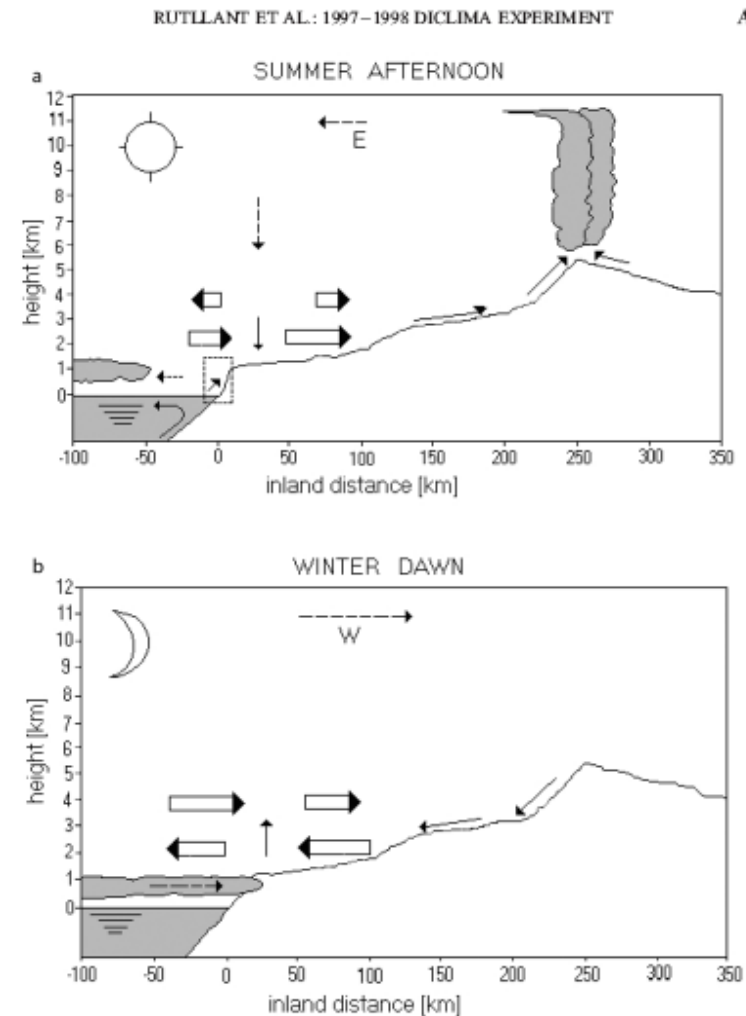 RUTLLANT ET AL.: 1997–1998 DICLIMA EXPERIMENT
a
SUMMER AFTERNOON
12
11
10
9
8
7
6
5
4
3
2
1
0
height [km]
E
-100 -50 0 50 100 150 200 250 300 350
inland distance [km]
b
WINTER DAWN
12
11
10
9
8
7
6
5
4
3
2
1
0
height [km]
W
-100 -50 0 50 100 150 200 250 300 350
inland distance [km]